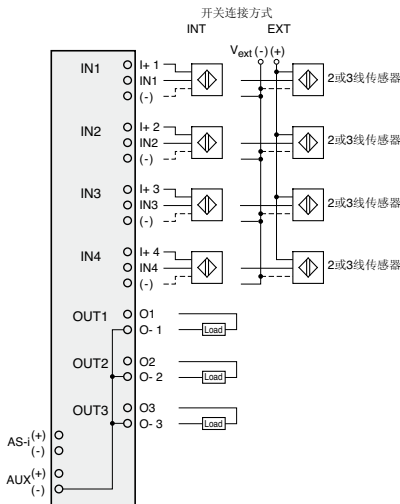 开关连接方式
INT EXT
Vext (-) (+)
IN1 I+ 1
IN1
(-)
2或3线传感器
IN2 I+ 2
IN2
(-)
2或3线传感器
IN3 I+ 3
IN3
(-)
2或3线传感器
IN4 I+ 4
IN4
(-)
2或3线传感器
OUT1 O1
O- 1 Load
OUT2 O2
O- 2 Load
OUT3 O3
O- 3 Load
AS-i (+)
(-)
AUX (+)
(-)